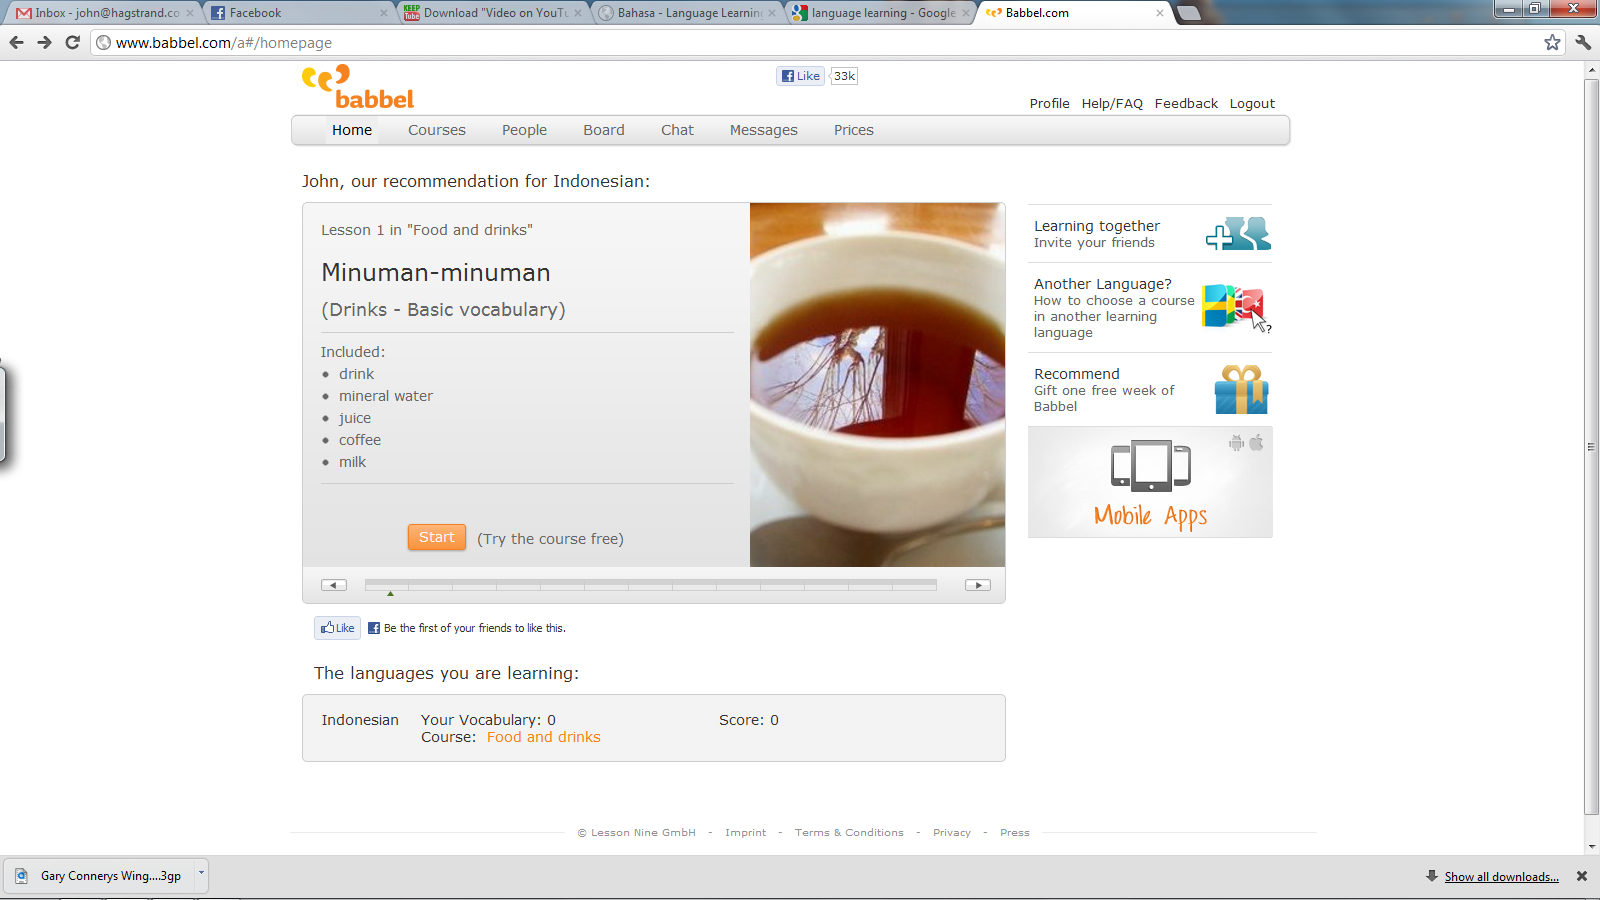 Inbox - john@hagstrand.co
Facebook
Download "Video on YouTu
Bahasa - Language Learning
language learning - Google
Babbel.com
www.babbel.com/a#/homepage
babbel
Like 33k
Profile Help/FAQ Feedback Logout
Home Courses People Board Chat Messages Prices
John, our recommendation for Indonesian:
Lesson 1 in "Food and drinks"
Minuman-minuman
(Drinks - Basic vocabulary)
Included:
drink
mineral water
juice
coffee
milk
Start (Try the course free)
Learning together
Invite your friends
Another Language?
How to choose a course
in another learning
language
?
Recommend
Gift one free week of
Babbel
Mobile Apps
Like Be the first of your friends to like this.
The languages you are learning:
Indonesian Your Vocabulary: 0 Score: 0
Course: Food and drinks
© Lesson Nine GmbH - Imprint - Terms & Conditions - Privacy - Press
Gary Connerys Wing....3gp
Show all downloads...